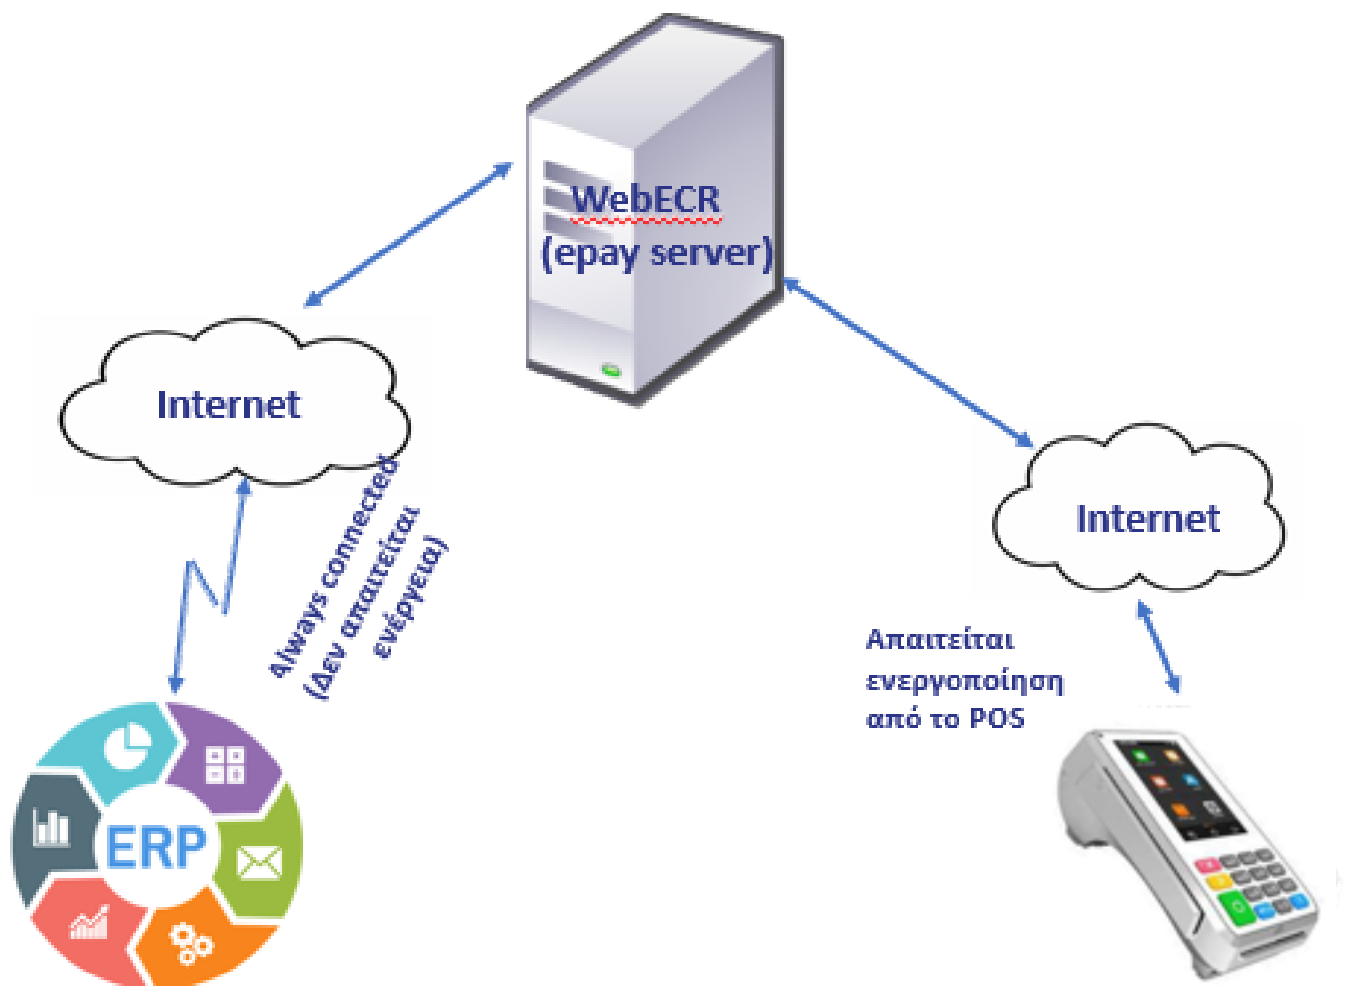 WebECR
(epay server)
Internet
Always connected
(Δεν απαιτείται
ενέργεια)
Internet
Απαιτείται
ενεργοποίηση
από το POS
ERP